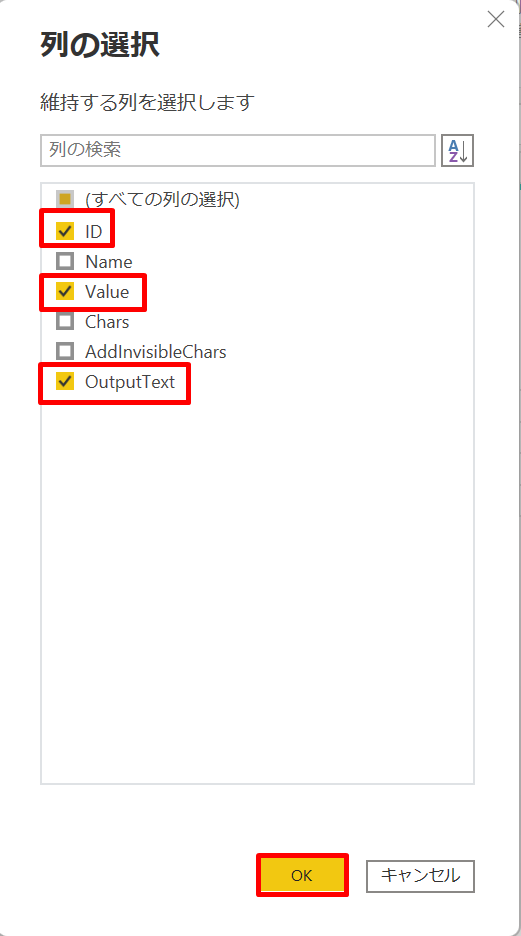 列の選択
維持する列を選択します
列の検索
A
Z
(すべての列の選択)
ID
Name
Value
Chars
AddInvisibleChars
OutputText
OK
キャンセル